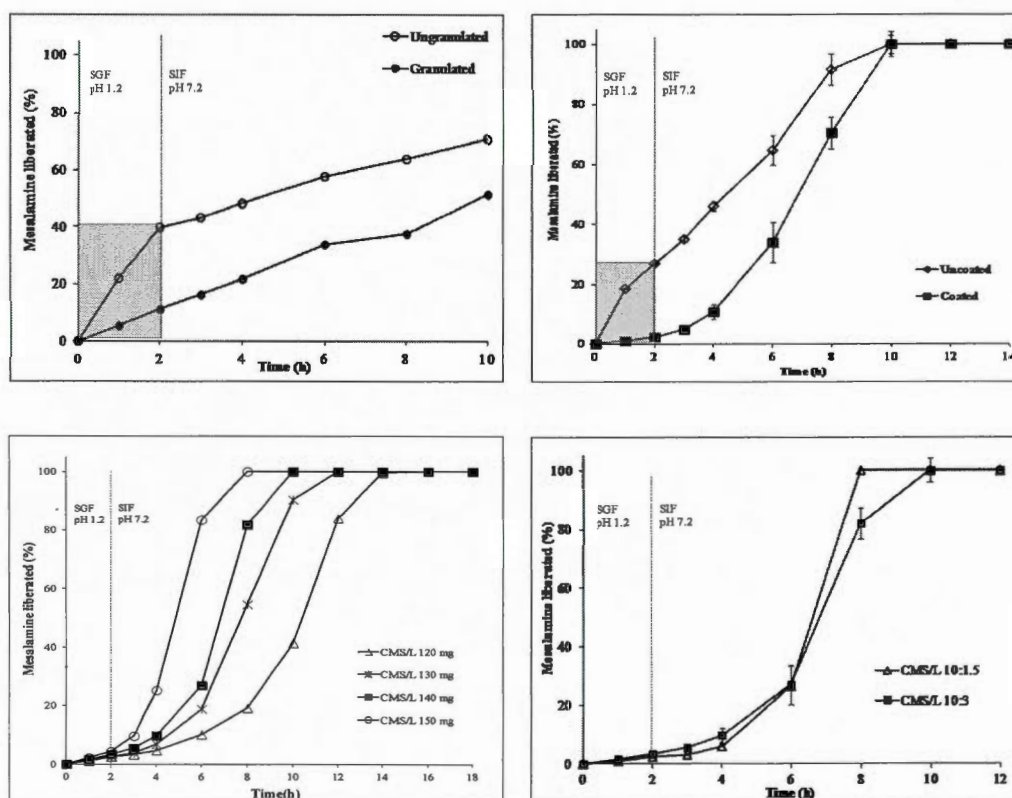 100
80
60
40
20
0
Mesalamine liberated (%)
SGF
pH 1.2
SIF
pH 7.2
Ungranulated
Granulated
0 2 4 6 8 10
Time (h)
100
80
60
40
20
0
Mesalamine liberated (%)
SGF
pH 1.2
SIF
pH 7.2
Uncoated
Coated
0 2 4 6 8 10 12 14
Time (h)
100
80
60
40
20
0
Mesalamine liberated (%)
SGF
pH 1.2
SIF
pH 7.2
CMS/L 120 mg
CMS/L 130 mg
CMS/L 140 mg
CMS/L 150 mg
0 2 4 6 8 10 12 14 16 18
Time(h)
100
80
60
40
20
0
Mesalamine liberated (%)
SGF
pH 1.2
SIF
pH 7.2
CMS/L 10:1.5
CMS/L 10:3
0 2 4 6 8 10 12
Time (h)